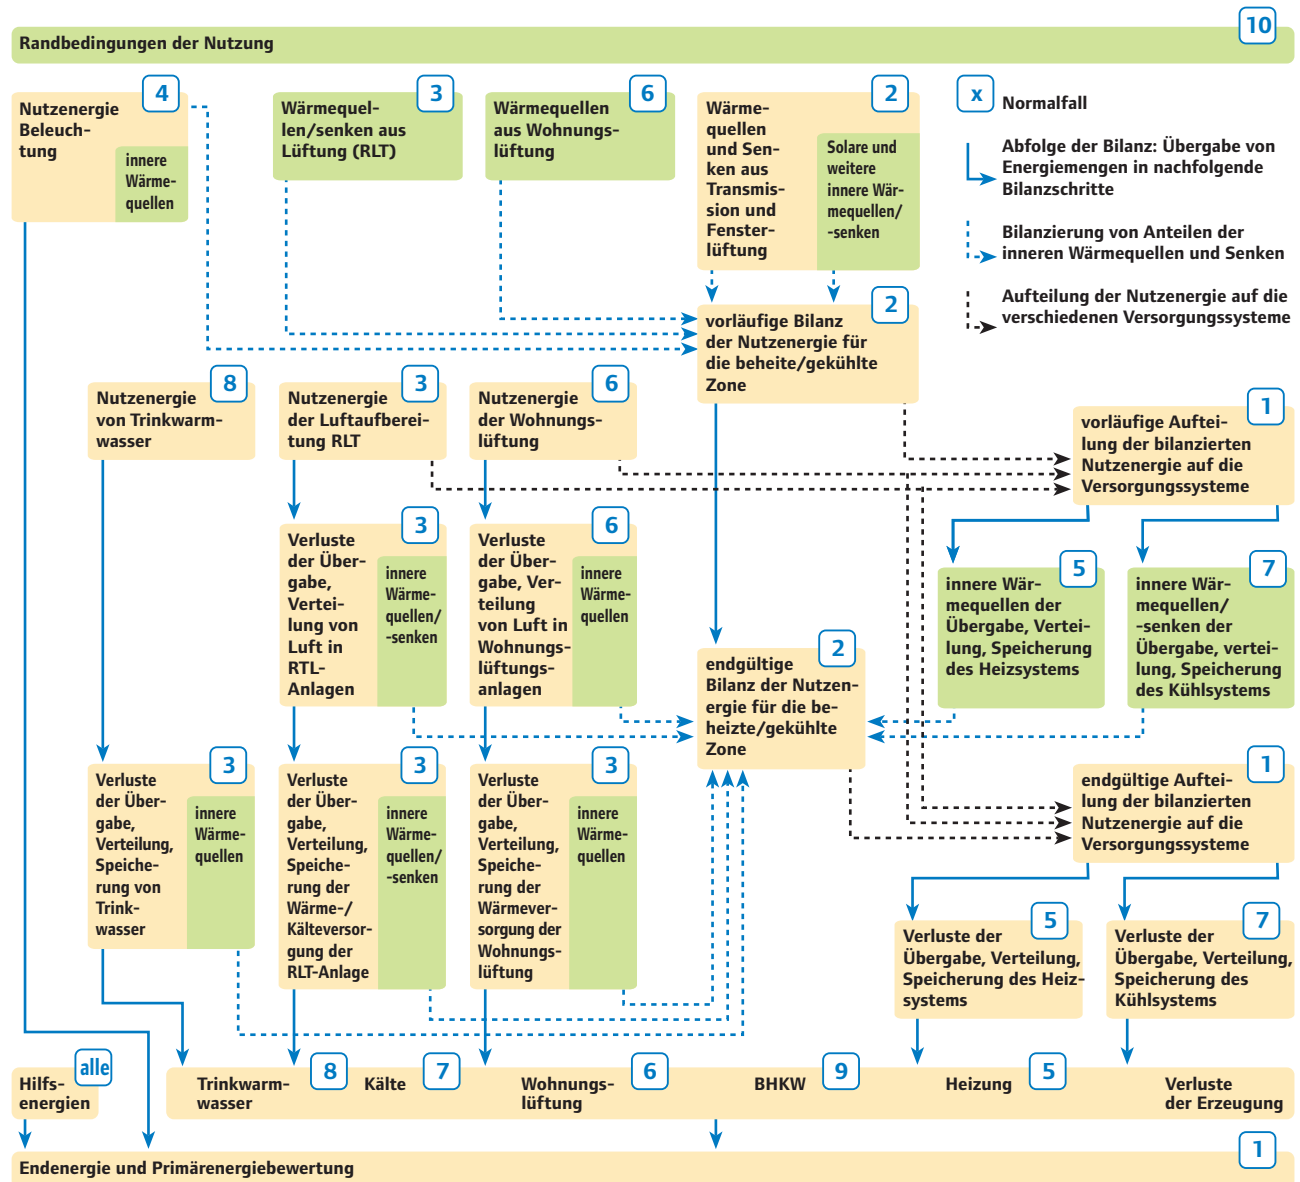 10
Randbedingungen der Nutzung
4
Nutzenergie
Beleuch-
tung
innere
Wärme-
quellen
3
Wärmequel-
len/senken aus
Lüftung (RLT)
6
Wärmequellen
aus Wohnungs-
lüftung
2
Wärme-
quellen
und Sen-
ken aus
Transmis-
sion und
Fenster-
lüftung
Solare und
weitere
innere Wär-
mequellen/
-senken
x
Normalfall
Abfolge der Bilanz: Übergabe von
Energiemengen in nachfolgende
Bilanzschritte
Bilanzierung von Anteilen der
inneren Wärmequellen und Senken
Aufteilung der Nutzenergie auf die
verschiedenen Versorgungssysteme
2
vorläufige Bilanz
der Nutzenergie für
die beheite/gekühlte
Zone
8
Nutzenergie
von Trinkwarm-
wasser
3
Nutzenergie
der Luftaufberei-
tung RLT
6
Nutzenergie
der Wohnungs-
lüftung
1
vorläufige Auftei-
lung der bilanzierten
Nutzenergie auf die
Versorgungssysteme
3
Verluste
der Über-
gabe,
Vertei-
lung von
Luft in
RTL-
Anlagen
innere
Wärme-
quellen/
-senken
6
Verluste
der Über-
gabe, Ver-
teilung
von Luft in
Wohnungs-
lüftungs-
anlagen
innere
Wärme-
quellen
5
innere Wär-
mequellen der
Übergabe, Vertei-
lung, Speicherung
des Heizsystems
7
innere Wär-
mequellen/
-senken der
Übergabe, vertei-
lung, Speicherung
des Kühlsystems
2
endgültige
Bilanz der Nutzen-
ergie für die be-
heizte/gekühlte
Zone
3
Verluste
der Über-
gabe,
Verteilung,
Speiche-
rung von
Trink-
wasser
innere
Wärme-
quellen
3
Verluste
der Über-
gabe,
Verteilung,
Speiche-
rung der
Wärme-/
Kälteversor-
gung der
RLT-Anlage
innere
Wärme-
quellen/
-senken
3
Verluste
der Über-
gabe,
Verteilung,
Speiche-
rung der
Wärmever-
sorgung der
Wohnungs-
lüftung
innere
Wärme-
quellen
1
endgültige Auftei-
lung der bilanzierten
Nutzenergie auf die
Versorgungssysteme
5
Verluste der
Übergabe, Verteilung,
Speicherung des Heiz-
systems
7
Verluste der
Übergabe, Verteilung,
Speicherung des
Kühlsystems
alle
Hilfs-
energien
Trinkwarm-
wasser
8
Kälte
7
Wohnungs-
lüftung
6
BHKW
9
Heizung
5
Verluste
der Erzeugung
1
Endenergie und Primärenergiebewertung